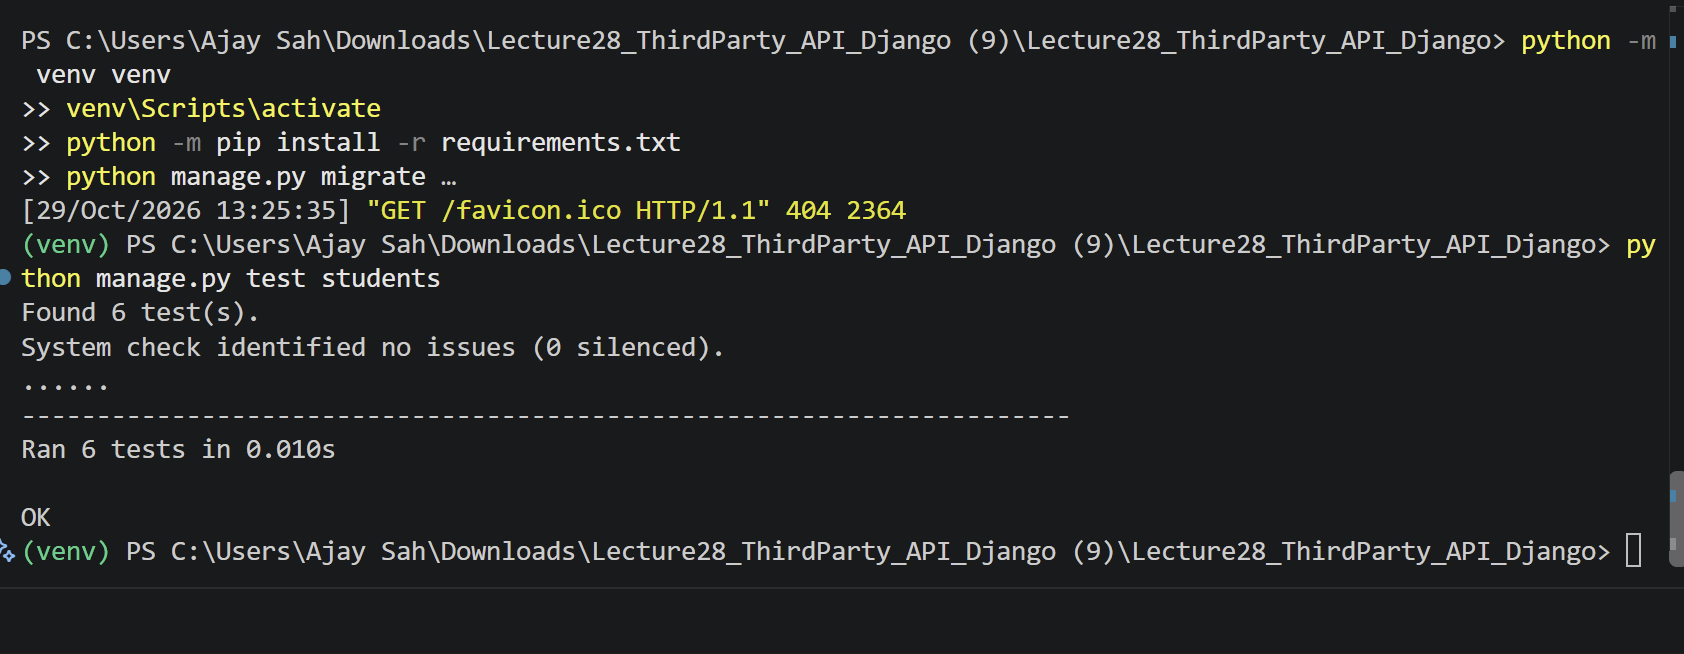 PS C:\Users\Ajay Sah\Downloads\Lecture28_ThirdParty_API_Django (9)\Lecture28_ThirdParty_API_Django> python -m
 venv venv
>> venv\Scripts\activate
>> python -m pip install -r requirements.txt
>> python manage.py migrate …
[29/Oct/2026 13:25:35] "GET /favicon.ico HTTP/1.1" 404 2364
(venv) PS C:\Users\Ajay Sah\Downloads\Lecture28_ThirdParty_API_Django (9)\Lecture28_ThirdParty_API_Django> py
thon manage.py test students
Found 6 test(s).
System check identified no issues (0 silenced).
......
----------------------------------------------------------------------
Ran 6 tests in 0.010s

OK
(venv) PS C:\Users\Ajay Sah\Downloads\Lecture28_ThirdParty_API_Django (9)\Lecture28_ThirdParty_API_Django>